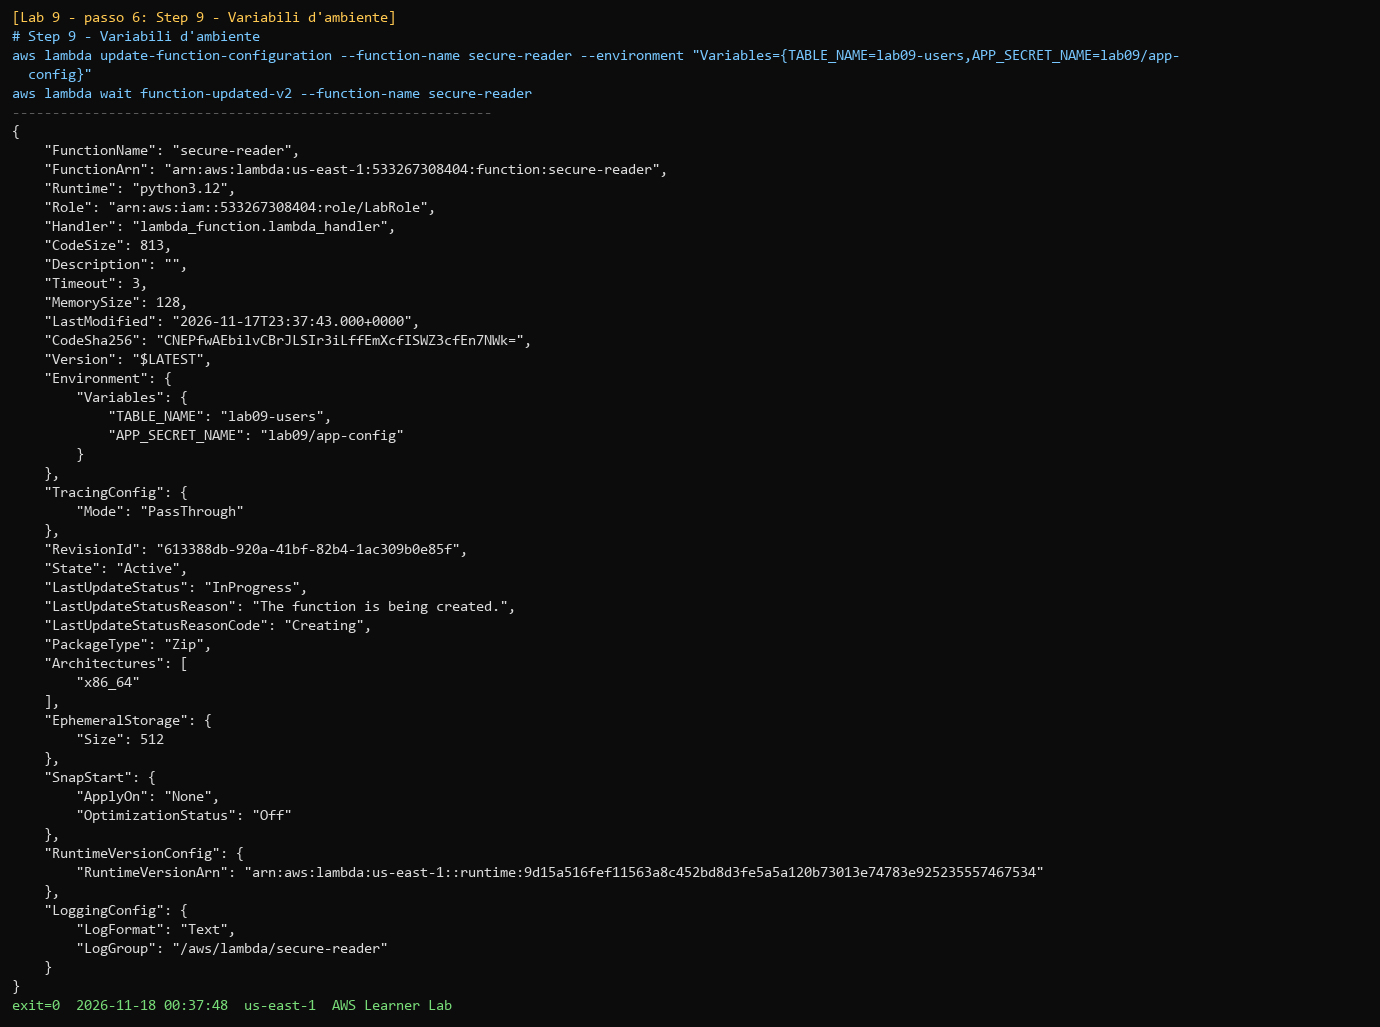 [Lab 9 - passo 6: Step 9 - Variabili d'ambiente]
# Step 9 - Variabili d'ambiente
aws lambda update-function-configuration --function-name secure-reader --environment "Variables={TABLE_NAME=lab09-users,APP_SECRET_NAME=lab09/app-
  config}"
aws lambda wait function-updated-v2 --function-name secure-reader
------------------------------------------------------------
{
    "FunctionName": "secure-reader",
    "FunctionArn": "arn:aws:lambda:us-east-1:533267308404:function:secure-reader",
    "Runtime": "python3.12",
    "Role": "arn:aws:iam::533267308404:role/LabRole",
    "Handler": "lambda_function.lambda_handler",
    "CodeSize": 813,
    "Description": "",
    "Timeout": 3,
    "MemorySize": 128,
    "LastModified": "2026-11-17T23:37:43.000+0000",
    "CodeSha256": "CNEPfwAEbilvCBrJLSIr3iLffEmXcfISWZ3cfEn7NWk=",
    "Version": "$LATEST",
    "Environment": {
        "Variables": {
            "TABLE_NAME": "lab09-users",
            "APP_SECRET_NAME": "lab09/app-config"
        }
    },
    "TracingConfig": {
        "Mode": "PassThrough"
    },
    "RevisionId": "613388db-920a-41bf-82b4-1ac309b0e85f",
    "State": "Active",
    "LastUpdateStatus": "InProgress",
    "LastUpdateStatusReason": "The function is being created.",
    "LastUpdateStatusReasonCode": "Creating",
    "PackageType": "Zip",
    "Architectures": [
        "x86_64"
    ],
    "EphemeralStorage": {
        "Size": 512
    },
    "SnapStart": {
        "ApplyOn": "None",
        "OptimizationStatus": "Off"
    },
    "RuntimeVersionConfig": {
        "RuntimeVersionArn": "arn:aws:lambda:us-east-1::runtime:9d15a516fef11563a8c452bd8d3fe5a5a120b73013e74783e925235557467534"
    },
    "LoggingConfig": {
        "LogFormat": "Text",
        "LogGroup": "/aws/lambda/secure-reader"
    }
}
exit=0  2026-11-18 00:37:48  us-east-1  AWS Learner Lab